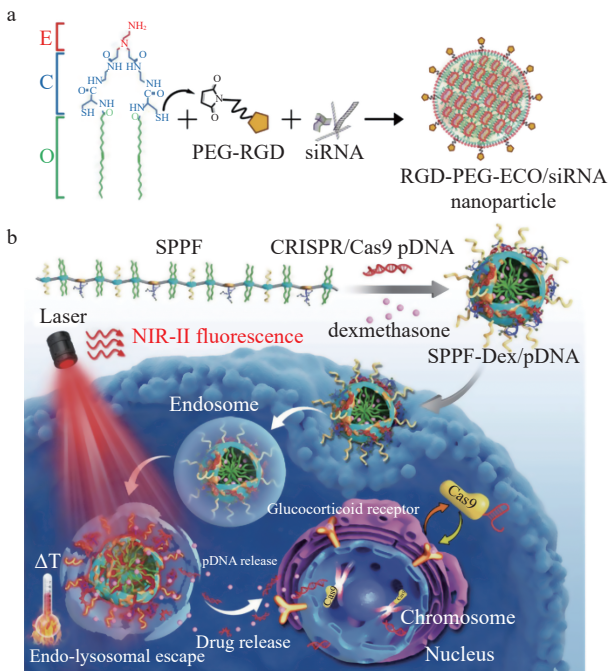 a
E
C
O
NH₂
N
O
O
NH
HN
NH
HN
O
O
NH
HN
SH
SH
O
O
+
O
N
O
PEG-RGD
+
siRNA
RGD-PEG-ECO/siRNA
nanoparticle
b
SPPF
CRISPR/Cas9 pDNA
dexmethasone
SPPF-Dex/pDNA
Laser
NIR-II fluorescence
Endosome
Glucocorticoid receptor
Cas9
pDNA release
ΔT
Cas9
Cas9
Chromosome
Drug release
Nucleus
Endo-lysosomal escape